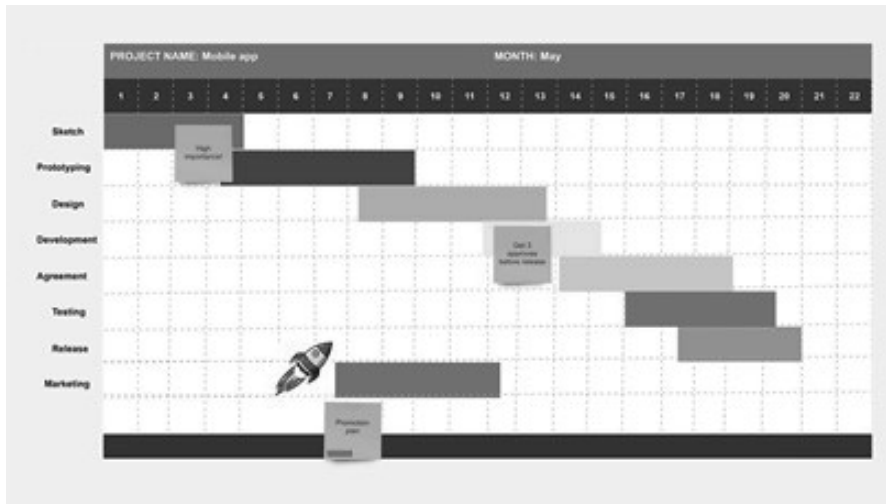 PROJECT NAME: Mobile app MONTH: May
1 2 3 4 5 6 7 8 9 10 11 12 13 14 15 16 17 18 19 20 21 22
Sketch
High
importance!
Prototyping
Design
Development
Get 3
before release
Agreement
Testing
Release
Marketing
Promotion
plan